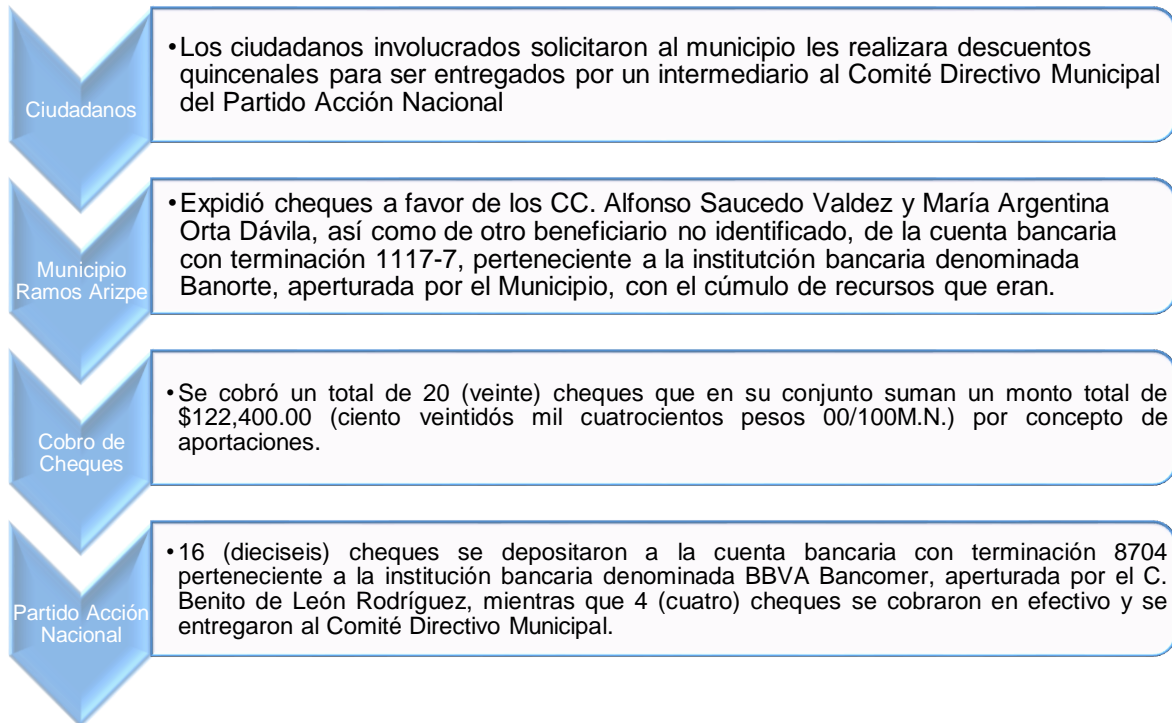 Ciudadanos
•Los ciudadanos involucrados solicitaron al municipio les realizara descuentos
quincenales para ser entregados por un intermediario al Comité Directivo Municipal
del Partido Acción Nacional
Municipio
Ramos Arizpe
•Expidió cheques a favor de los CC. Alfonso Saucedo Valdez y María Argentina
Orta Dávila, así como de otro beneficiario no identificado, de la cuenta bancaria
con terminación 1117-7, perteneciente a la institutción bancaria denominada
Banorte, aperturada por el Municipio, con el cúmulo de recursos que eran.
Cobro de
Cheques
•Se cobró un total de 20 (veinte) cheques que en su conjunto suman un monto total de
$122,400.00 (ciento veintidós mil cuatrocientos pesos 00/100M.N.) por concepto de
aportaciones.
Partido Acción
Nacional
•16 (dieciseis) cheques se depositaron a la cuenta bancaria con terminación 8704
perteneciente a la institución bancaria denominada BBVA Bancomer, aperturada por el C.
Benito de León Rodríguez, mientras que 4 (cuatro) cheques se cobraron en efectivo y se
entregaron al Comité Directivo Municipal.